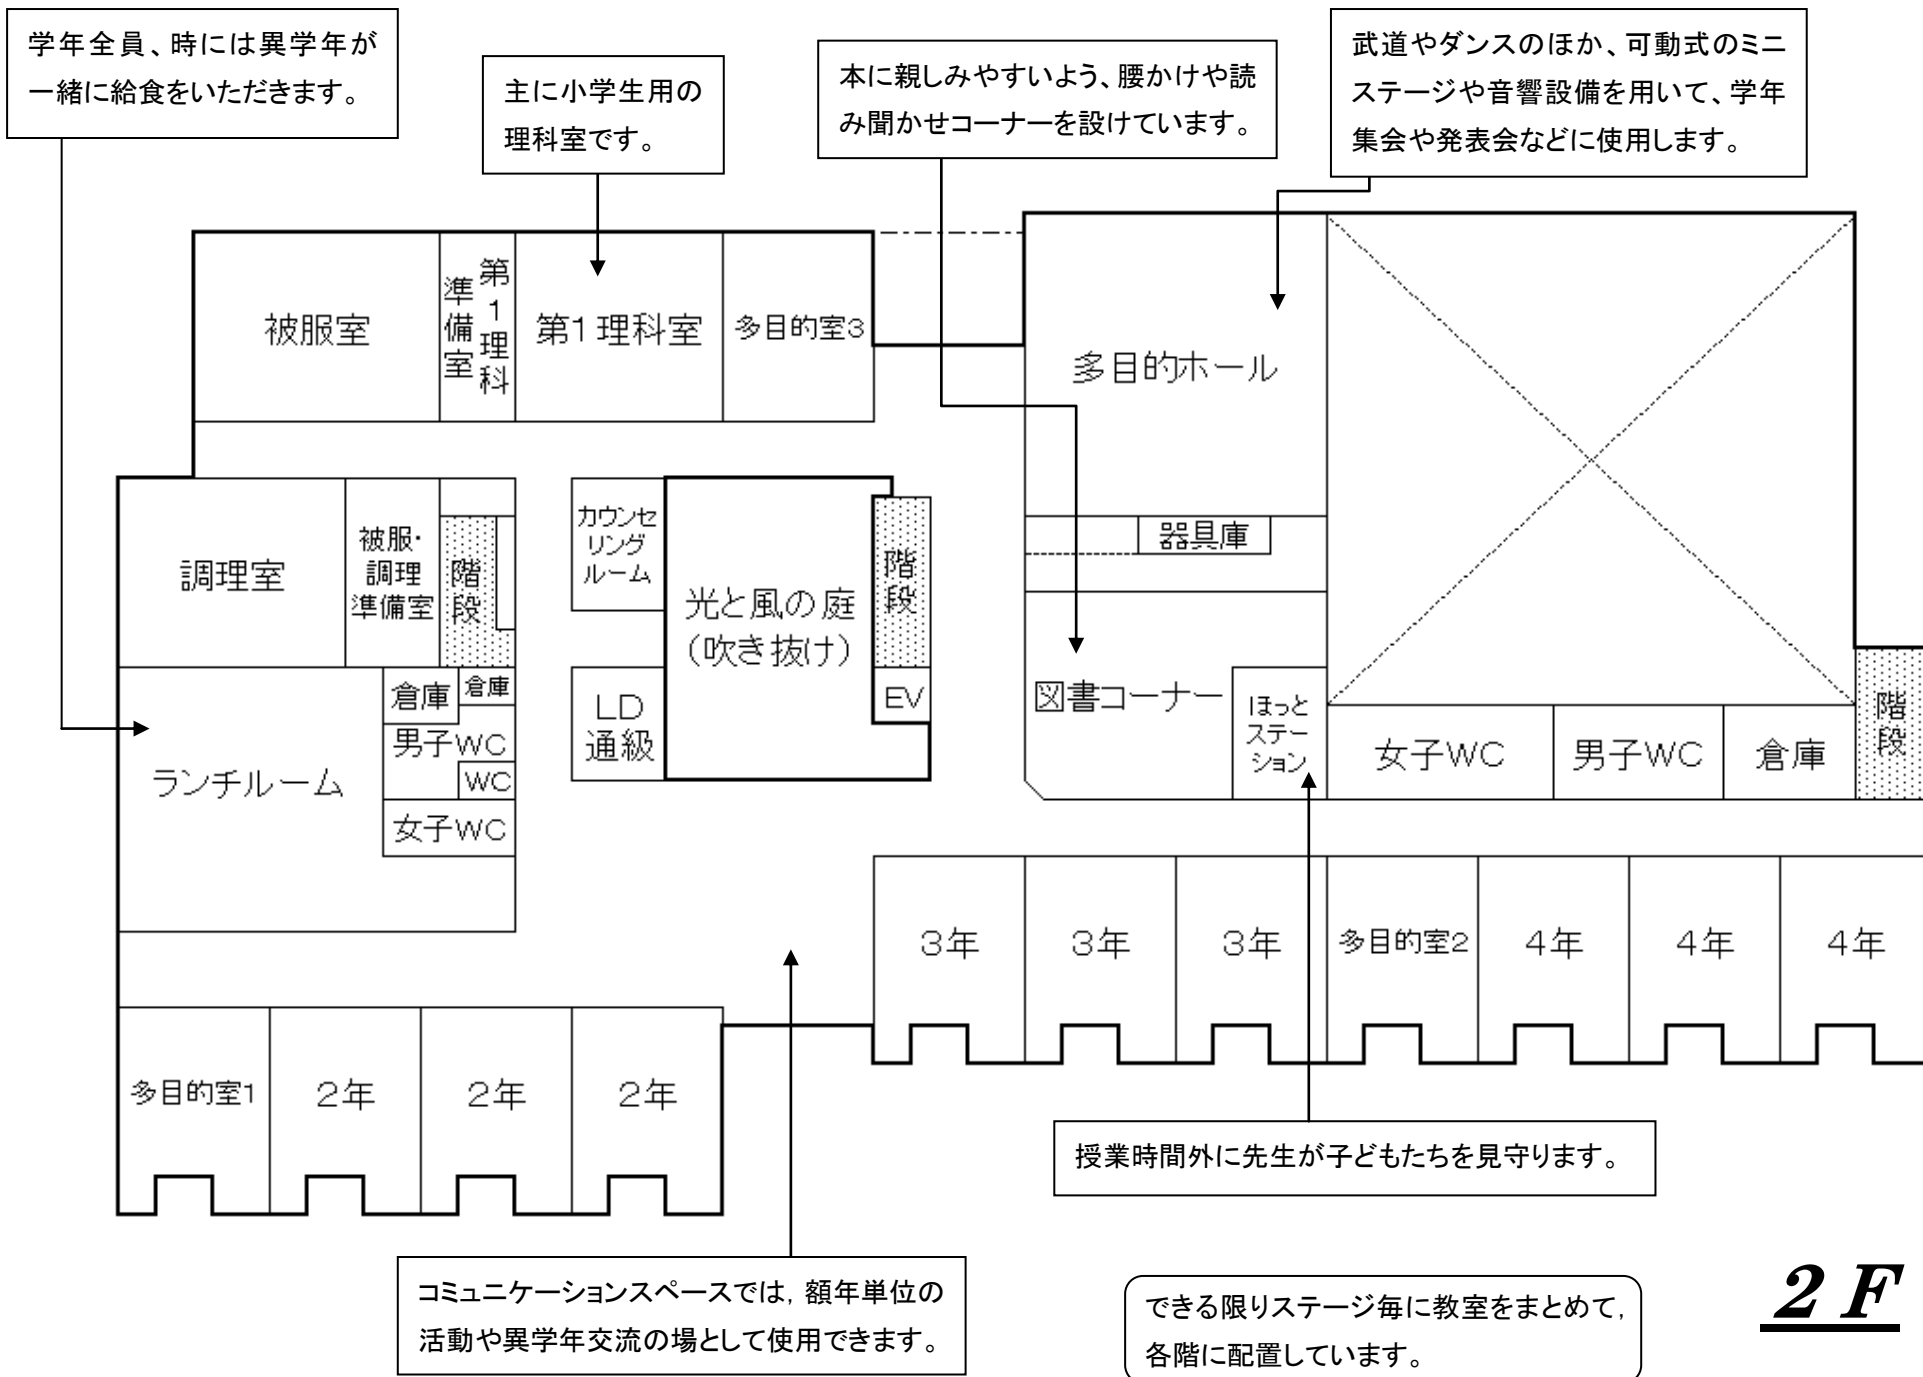 学年全員、時には異学年が
一緒に給食をいただきます。
主に小学生用の
理科室です。
本に親しみやすいよう、腰かけや読
み聞かせコーナーを設けています。
武道やダンスのほか、可動式のミニ
ステージや音響設備を用いて、学年
集会や発表会などに使用します。
被服室
第1理科
準備室
第1理科室
多目的室3
多目的ホール
器具庫
調理室
被服・
調理
準備室
階段
カウンセ
リング
ルーム
光と風の庭
(吹き抜け)
階段
EV
LD
通級
倉庫
倉庫
男子WC
WC
女子WC
ランチルーム
図書コーナー
ほっと
ステー
ション
女子WC
男子WC
倉庫
階段
3年
3年
3年
多目的室2
4年
4年
4年
多目的室1
2年
2年
2年
授業時間外に先生が子どもたちを見守ります。
コミュニケーションスペースでは,額年単位の
活動や異学年交流の場として使用できます。
できる限りステージ毎に教室をまとめて,
各階に配置しています。
2F